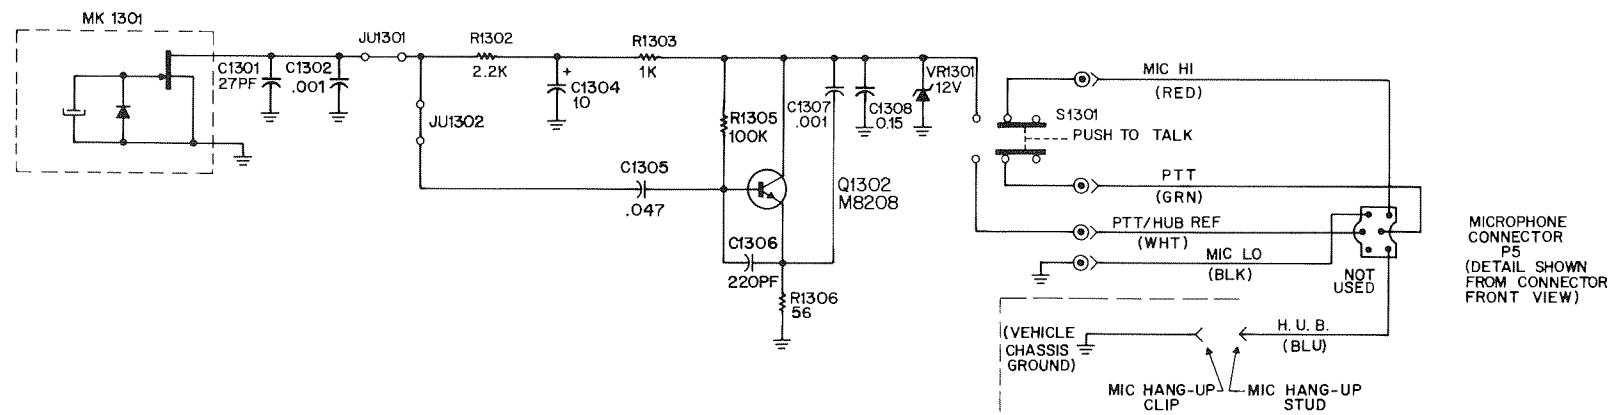 MK 1301
JU1301
R1302
2.2K
R1303
1K
C1301
27PF
C1302
.001
+
C1304
10
JU1302
R1305
100K
C1307
.001
C1308
0.15
VR1301
12V
S1301
PUSH TO TALK
MIC HI
(RED)
C1305
.047
Q1302
M8208
PTT
(GRN)
C1306
220PF
PTT/HUB REF
(WHT)
MIC LO
(BLK)
NOT
USED
MICROPHONE
CONNECTOR
P5
(DETAIL SHOWN
FROM CONNECTOR
FRONT VIEW)
R1306
56
(VEHICLE
CHASSIS
GROUND)
H. U. B.
(BLU)
MIC HANG-UP
CLIP
MIC HANG-UP
STUD